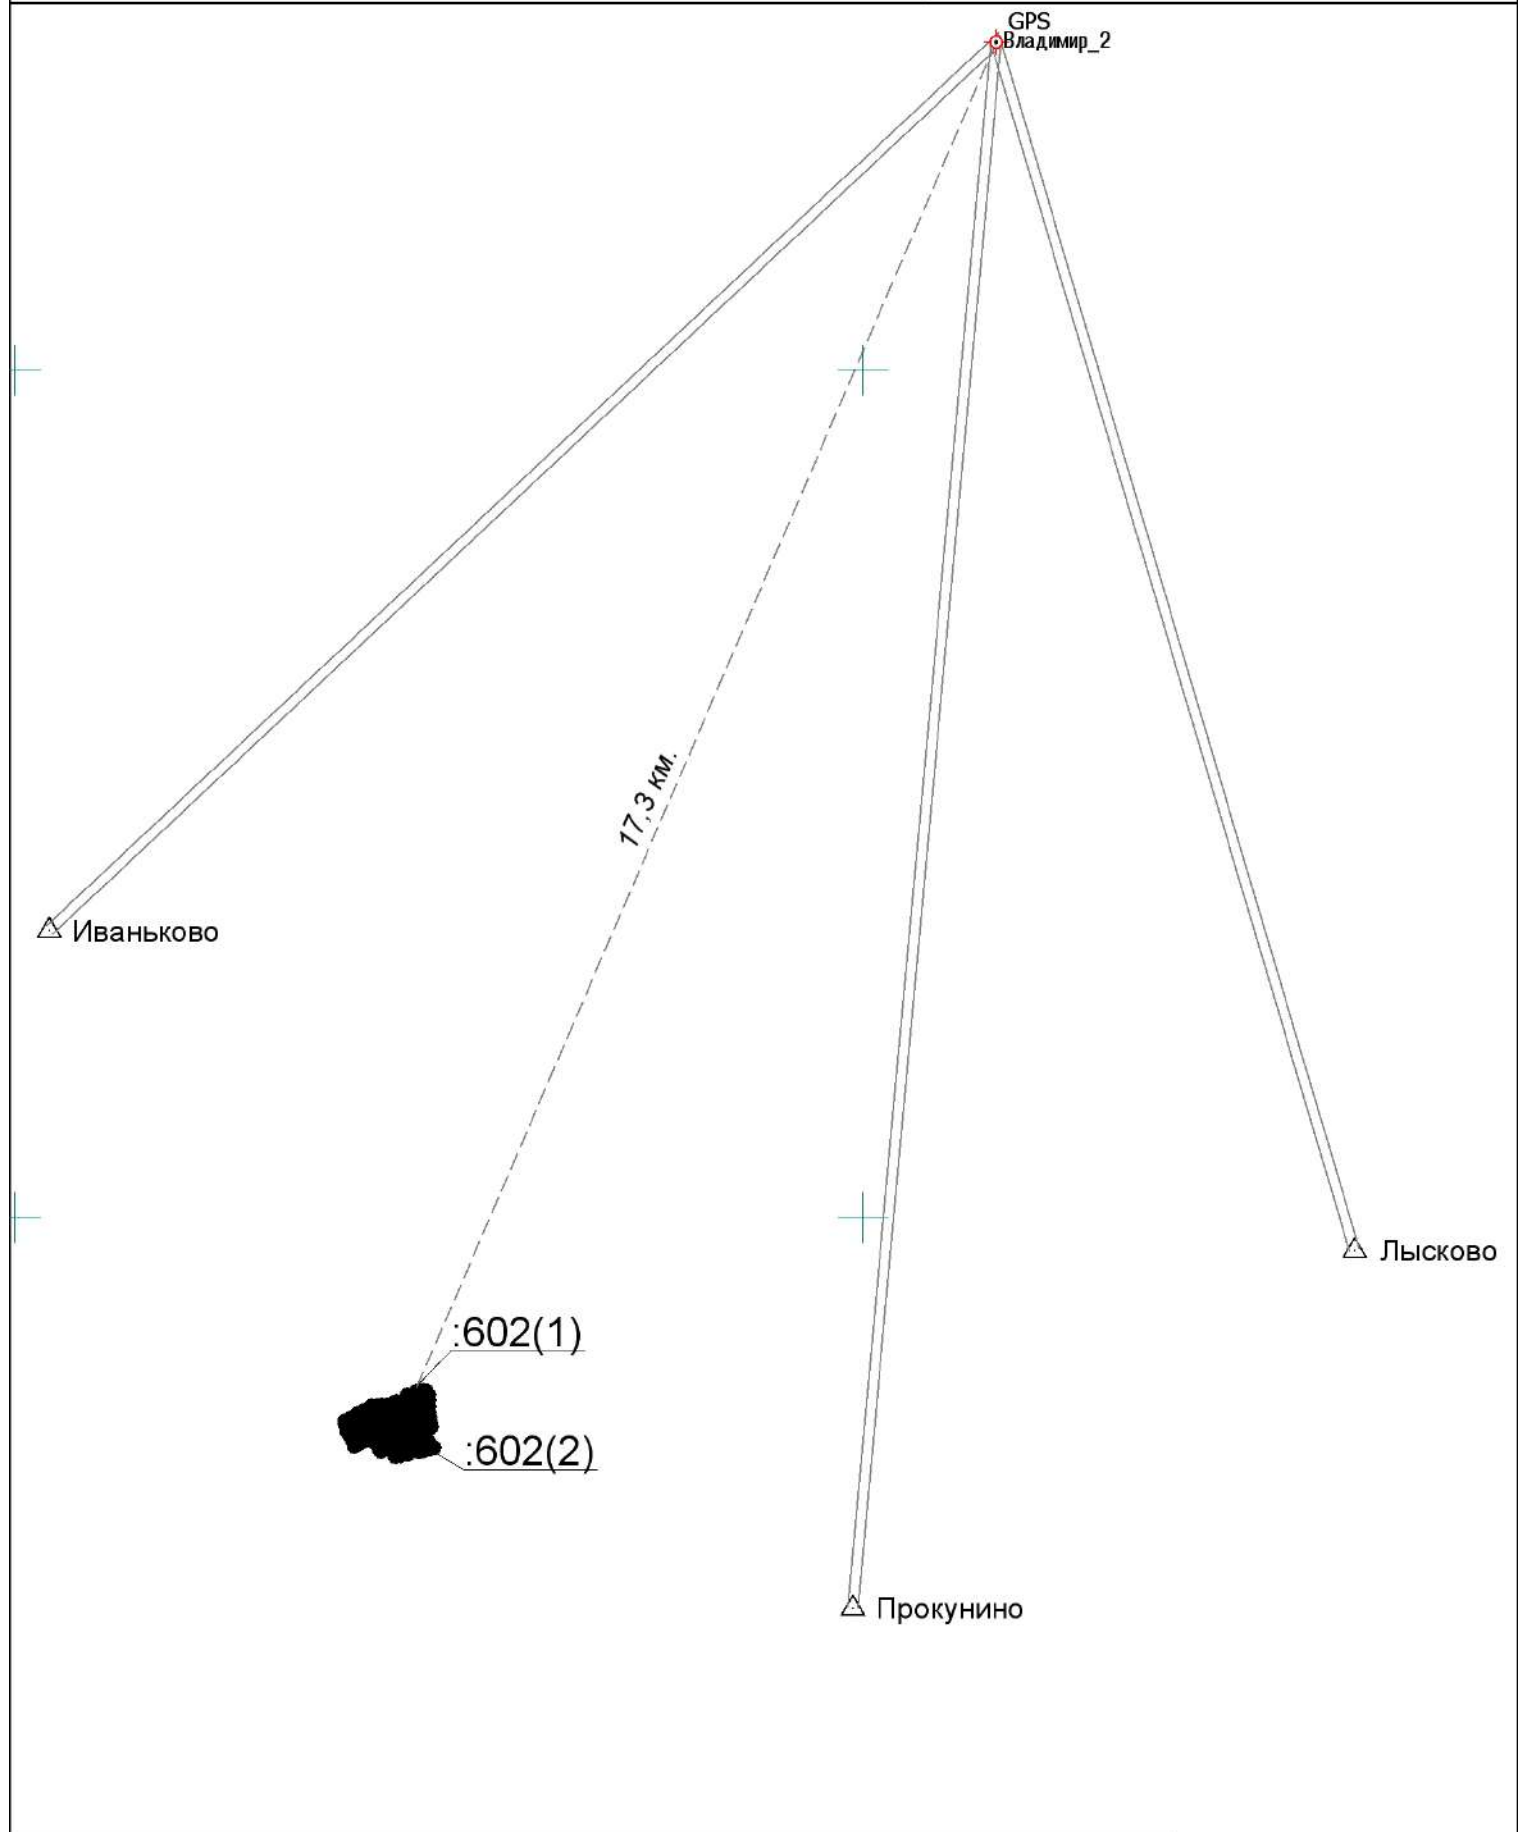 GPS
Владимир_2
17,3 км.
Иваньково
Лысково
:602(1)
:602(2)
Прокунино